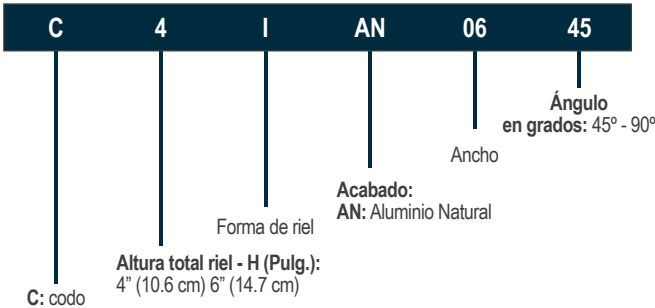 C 4 I AN 06 45
Ángulo
en grados: 45º - 90º
Ancho
Acabado:
AN: Aluminio Natural
Forma de riel
Altura total riel - H (Pulg.):
4” (10.6 cm) 6” (14.7 cm)
C: codo